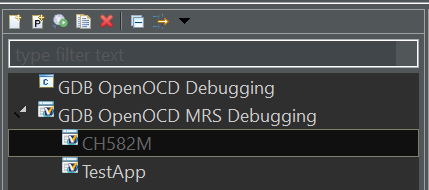 type filter text
GDB OpenOCD Debugging
GDB OpenOCD MRS Debugging
CH582M
TestApp